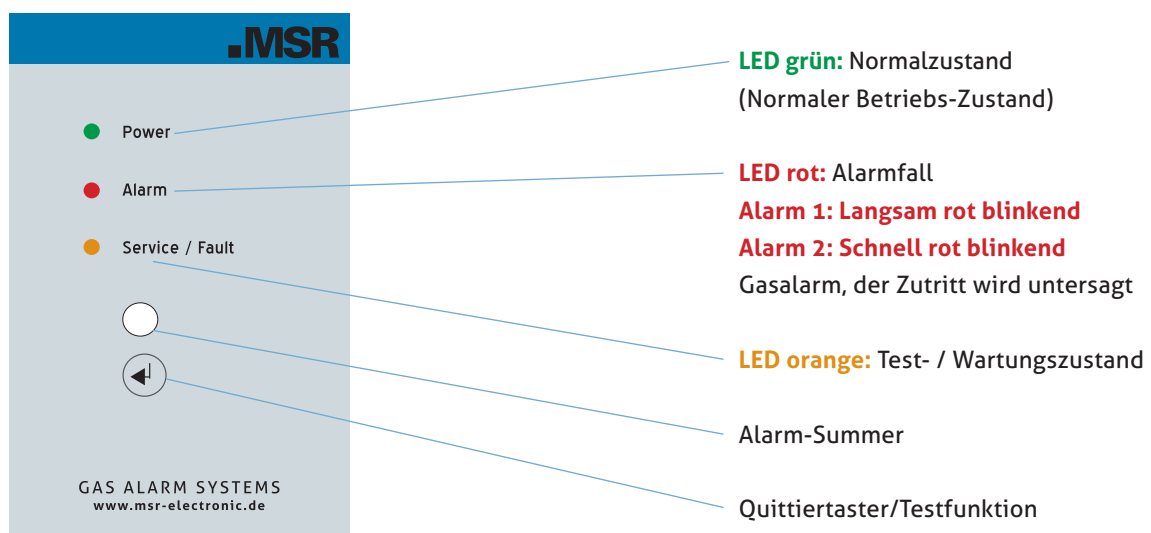 .MSR
Power
Alarm
Service / Fault
GAS ALARM SYSTEMS
www.msr-electronic.de
LED grün: Normalzustand
(Normaler Betriebs-Zustand)
LED rot: Alarmfall
Alarm 1: Langsam rot blinkend
Alarm 2: Schnell rot blinkend
Gasalarm, der Zutritt wird untersagt
LED orange: Test- / Wartungszustand
Alarm-Summer
Quittiertaster/Testfunktion